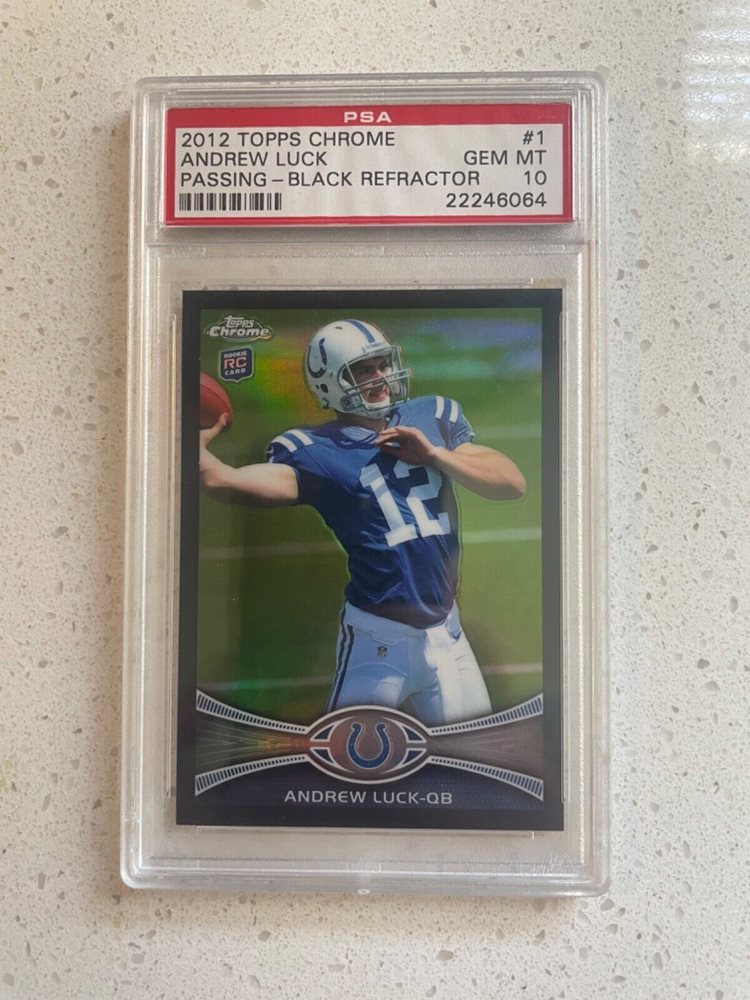 PSA
2012 TOPPS CHROME #1
ANDREW LUCK GEM MT
PASSING-BLACK REFRACTOR 10
22246064
Topps
Chrome
ROOKIE
RC
CARD
12
ANDREW LUCK-QB